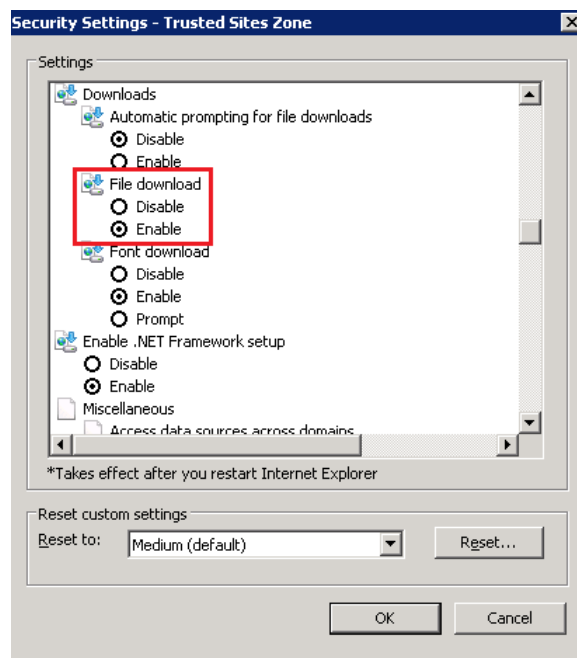 Security Settings - Trusted Sites Zone
Settings
Downloads
Automatic prompting for file downloads
Disable
Enable
File download
Disable
Enable
Font download
Disable
Enable
Prompt
Enable .NET Framework setup
Disable
Enable
Miscellaneous
Access data sources across domains
*Takes effect after you restart Internet Explorer
Reset custom settings
Reset to: Medium (default) Reset...
OK Cancel